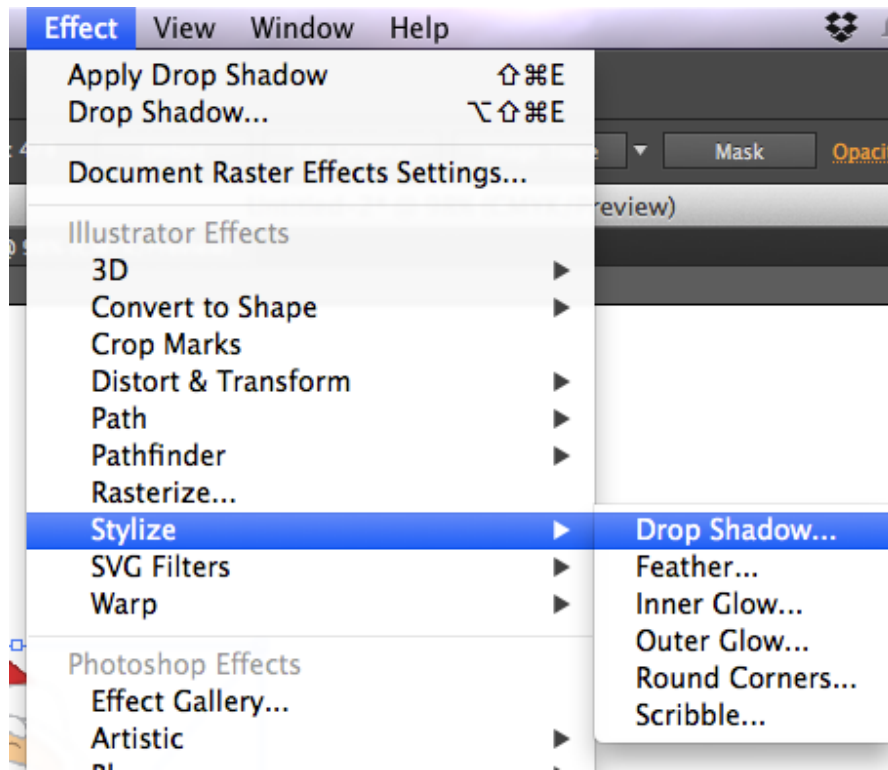 Effect View Window Help
Apply Drop Shadow ⇧⌘E
Drop Shadow... ⌥⇧⌘E
Mask Opaci
Document Raster Effects Settings...
review)
Illustrator Effects
3D
Convert to Shape
Crop Marks
Distort & Transform
Path
Pathfinder
Rasterize...
Stylize
SVG Filters
Warp
Drop Shadow...
Feather...
Inner Glow...
Outer Glow...
Round Corners...
Scribble...
Photoshop Effects
Effect Gallery...
Artistic